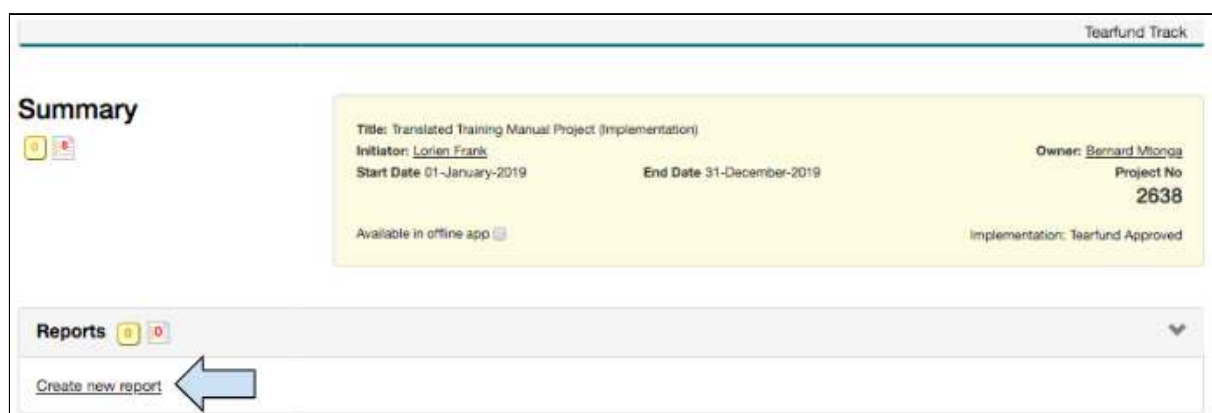 Tearfund Track
Summary
0 6
Title: Translated Training Manual Project (Implementation)
Initiator: Lorien Frank Owner: Bernard Mtonga
Start Date 01-January-2019 End Date 31-December-2019 Project No
2638
Available in offline app Implementation: Tearfund Approved
Reports 0 0
Create new report